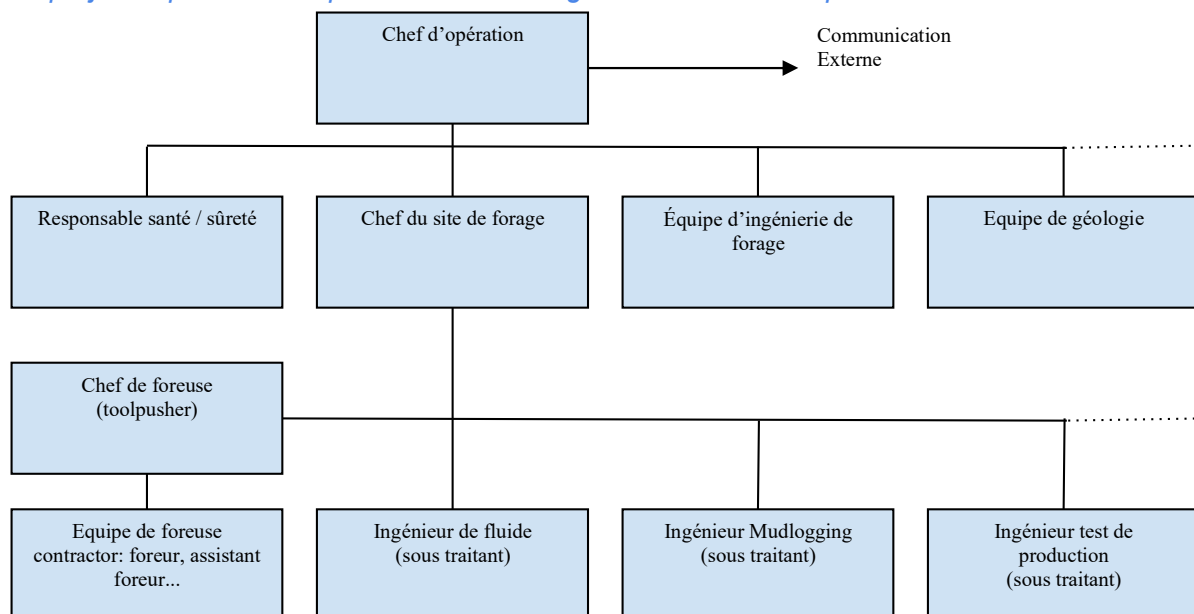 Chef d’opération
Communication
Externe
Responsable santé / sûreté
Chef du site de forage
Équipe d’ingénierie de
forage
Equipe de géologie
Chef de foreuse
(toolpusher)
Equipe de foreuse
contractor: foreur, assistant
foreur...
Ingénieur de fluide
(sous traitant)
Ingénieur Mudlogging
(sous traitant)
Ingénieur test de
production
(sous traitant)